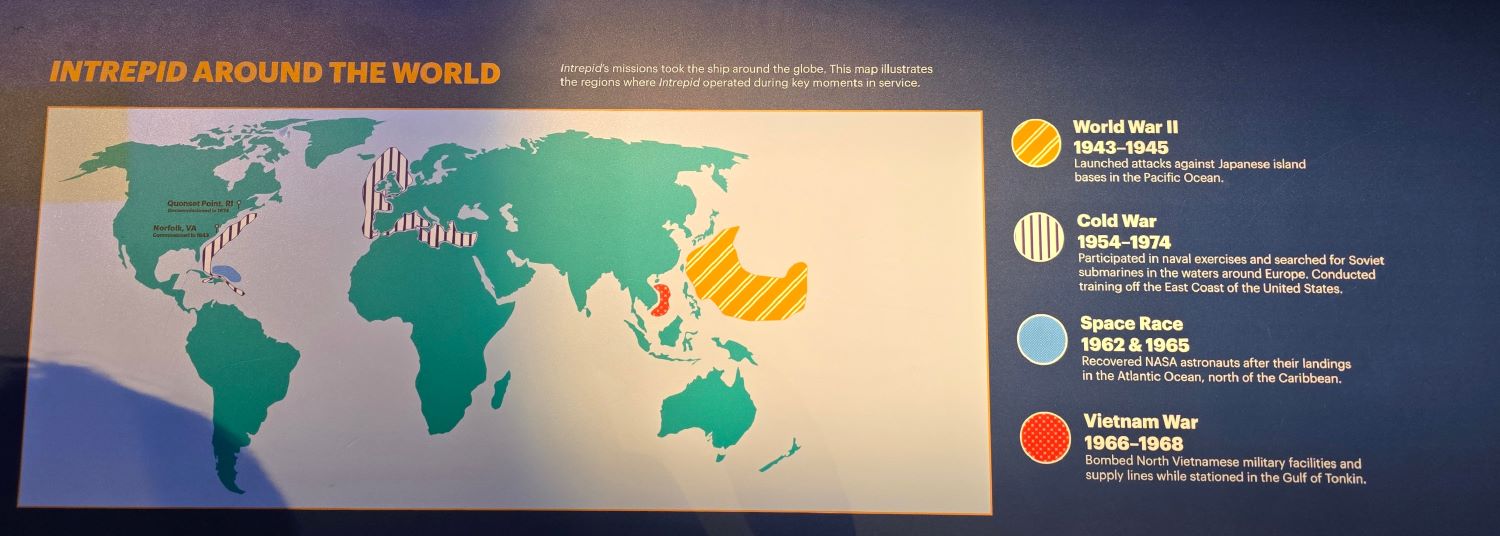 INTREPID AROUND THE WORLD
Intrepid's missions took the ship around the globe. This map illustrates
the regions where Intrepid operated during key moments in service.
Quonset Point, RI
Decommissioned in 1974
Norfolk, VA
Commissioned in 1943
World War II
1943–1945
Launched attacks against Japanese island
bases in the Pacific Ocean.
Cold War
1954–1974
Participated in naval exercises and searched for Soviet
submarines in the waters around Europe. Conducted
training off the East Coast of the United States.
Space Race
1962 & 1965
Recovered NASA astronauts after their landings
in the Atlantic Ocean, north of the Caribbean.
Vietnam War
1966–1968
Bombed North Vietnamese military facilities and
supply lines while stationed in the Gulf of Tonkin.